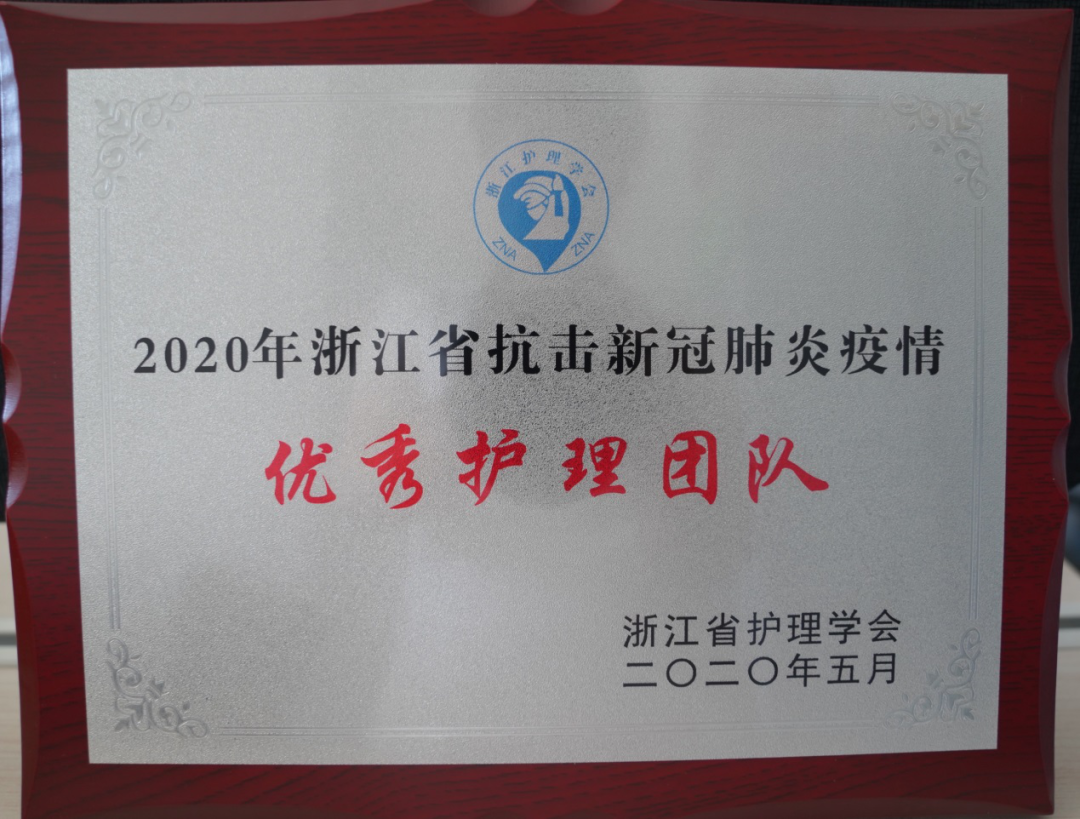 浙江护理学会
ZNA ZNA
2020年浙江省抗击新冠肺炎疫情
优秀护理团队
浙江省护理学会
二〇二〇年五月